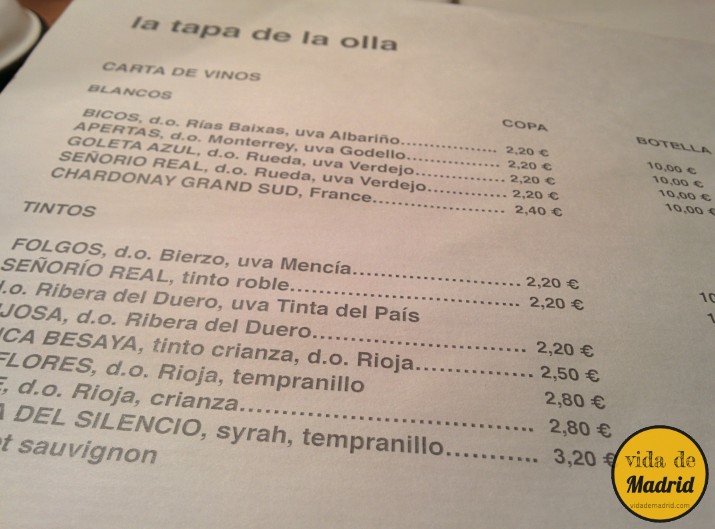 la tapa de la olla
CARTA DE VINOS
BLANCOS COPA BOTELLA
BICOS, d.o. Rías Baixas, uva Albariño.................. 2,20 € 10,00 €
APERTAS, d.o. Monterrey, uva Godello................. 2,20 € 10,00 €
GOLETA AZUL, d.o. Rueda, uva Verdejo................ 2,20 € 10,00 €
SEÑORIO REAL, d.o. Rueda, uva Verdejo.............. 2,20 € 10,00 €
CHARDONAY GRAND SUD, France........................ 2,40 €
TINTOS
FOLGOS, d.o. Bierzo, uva Mencía........................ 2,20 €
SEÑORÍO REAL, tinto roble................................ 2,20 €
d.o. Ribera del Duero, uva Tinta del País
d.o. Ribera del Duero.............................. 2,20 €
BESAYA, tinto crianza, d.o. Rioja................ 2,50 €
FLORES, d.o. Rioja, tempranillo 2,80 €
d.o. Rioja, crianza.......................................... 2,80 €
DEL SILENCIO, syrah, tempranillo............ 3,20 €
sauvignon
vida de
Madrid
vidademadrid.com